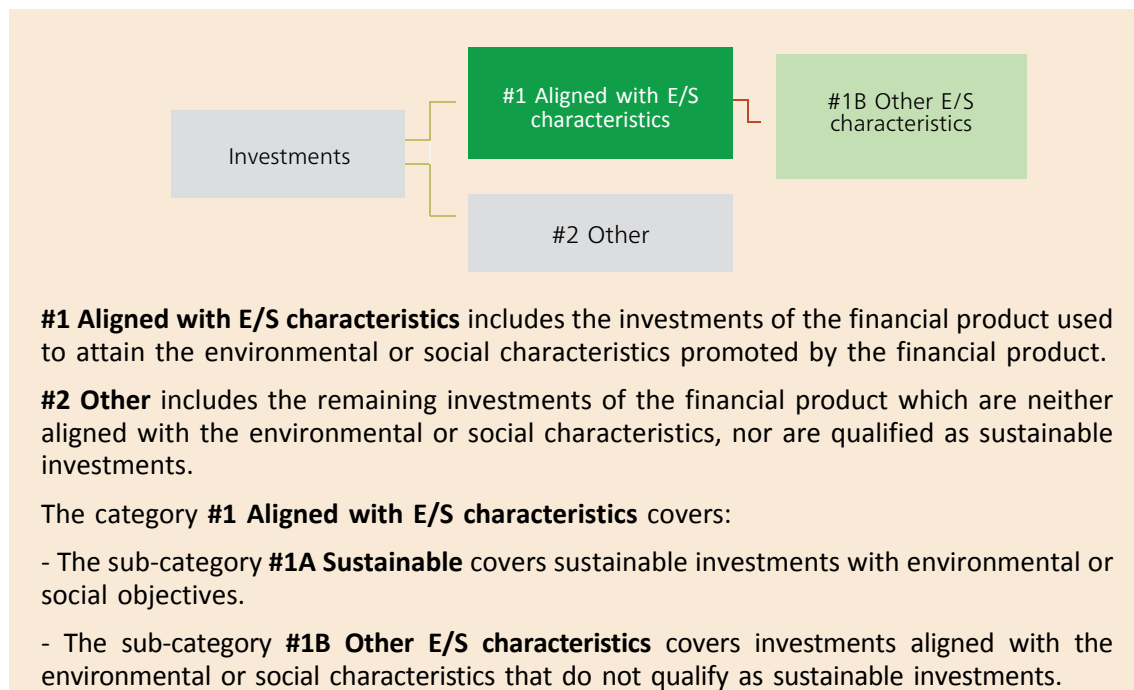 #1 Aligned with E/S
characteristics
#1B Other E/S
characteristics
Investments
#2 Other
#1 Aligned with E/S characteristics includes the investments of the financial product used
to attain the environmental or social characteristics promoted by the financial product.
#2 Other includes the remaining investments of the financial product which are neither
aligned with the environmental or social characteristics, nor are qualified as sustainable
investments.
The category #1 Aligned with E/S characteristics covers:
- The sub-category #1A Sustainable covers sustainable investments with environmental or
social objectives.
- The sub-category #1B Other E/S characteristics covers investments aligned with the
environmental or social characteristics that do not qualify as sustainable investments.